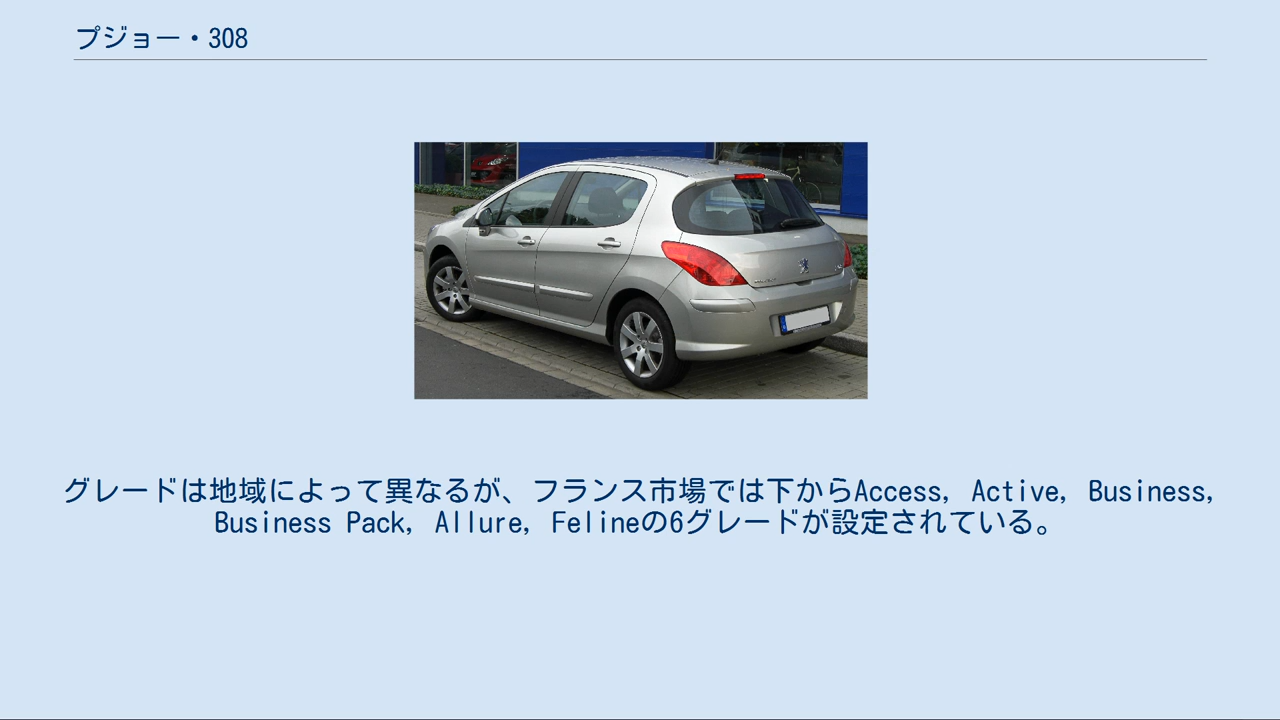 プジョー・308
グレードは地域によって異なるが、フランス市場では下からAccess, Active, Business,
Business Pack, Allure, Felineの6グレードが設定されている。